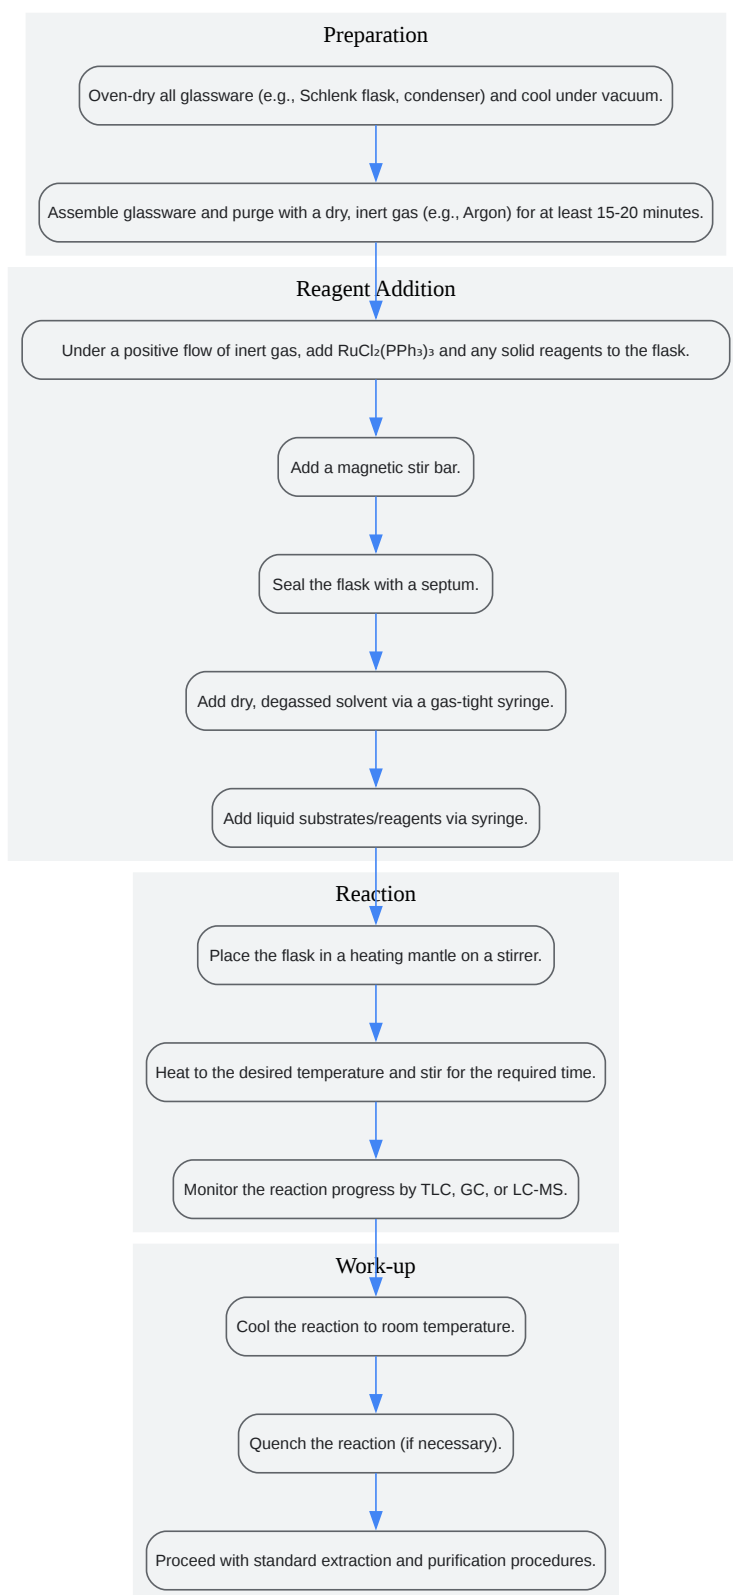 Preparation
Oven-dry all glassware (e.g., Schlenk flask, condenser) and cool under vacuum.
Assemble glassware and purge with a dry, inert gas (e.g., Argon) for at least 15-20 minutes.
Reagent Addition
Under a positive flow of inert gas, add RuCl₂(PPh₃)₃ and any solid reagents to the flask.
Add a magnetic stir bar.
Seal the flask with a septum.
Add dry, degassed solvent via a gas-tight syringe.
Add liquid substrates/reagents via syringe.
Reaction
Place the flask in a heating mantle on a stirrer.
Heat to the desired temperature and stir for the required time.
Monitor the reaction progress by TLC, GC, or LC-MS.
Work-up
Cool the reaction to room temperature.
Quench the reaction (if necessary).
Proceed with standard extraction and purification procedures.